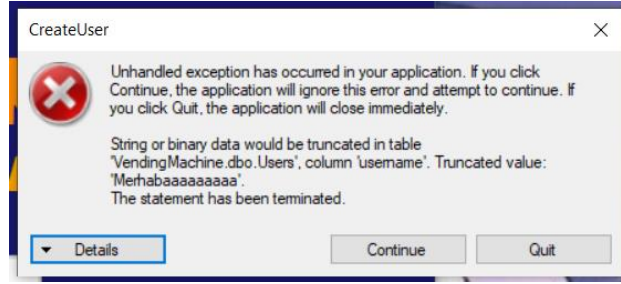 CreateUser
Unhandled exception has occurred in your application. If you click
Continue, the application will ignore this error and attempt to continue. If
you click Quit, the application will close immediately.
String or binary data would be truncated in table
'VendingMachine.dbo.Users', column 'username'. Truncated value:
'Merhabaaaaaaaaa'.
The statement has been terminated.
Details
Continue
Quit